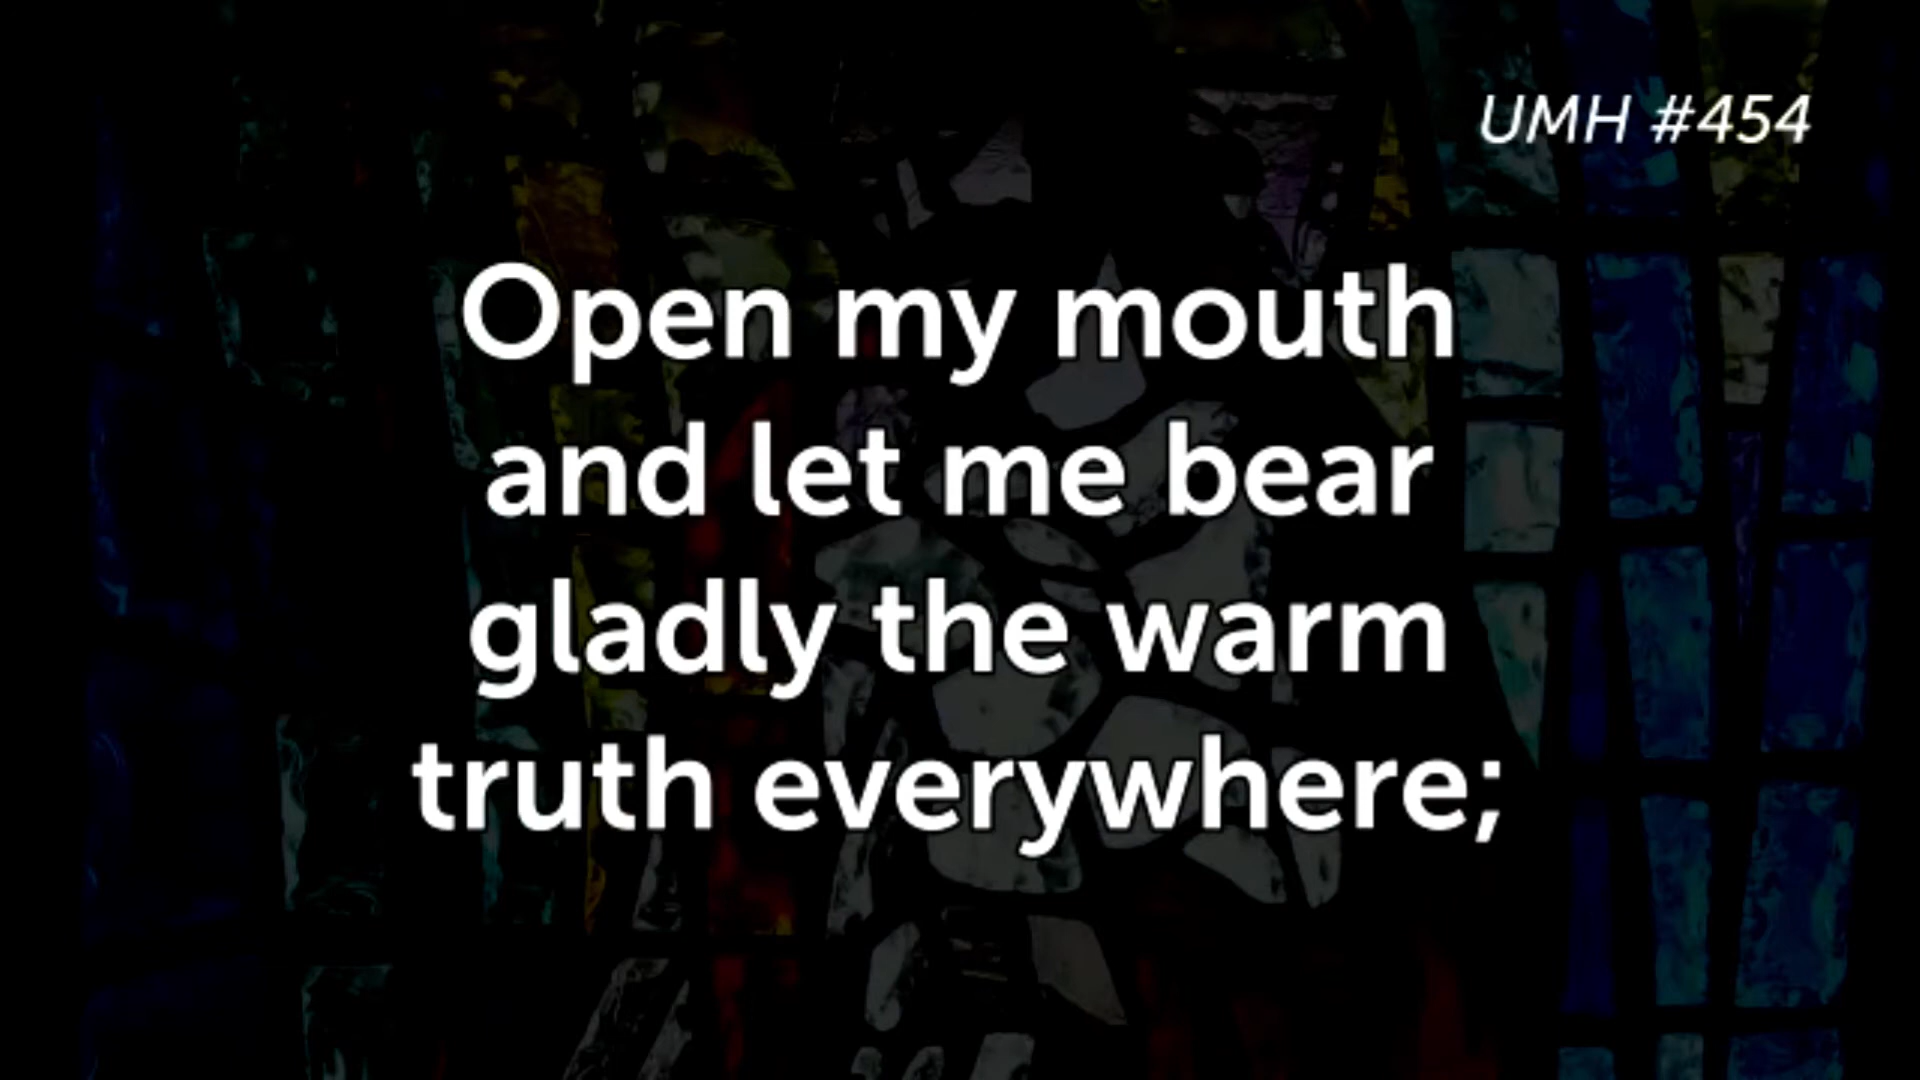 UMH #454
Open my mouth
and let me bear
gladly the warm
truth everywhere;